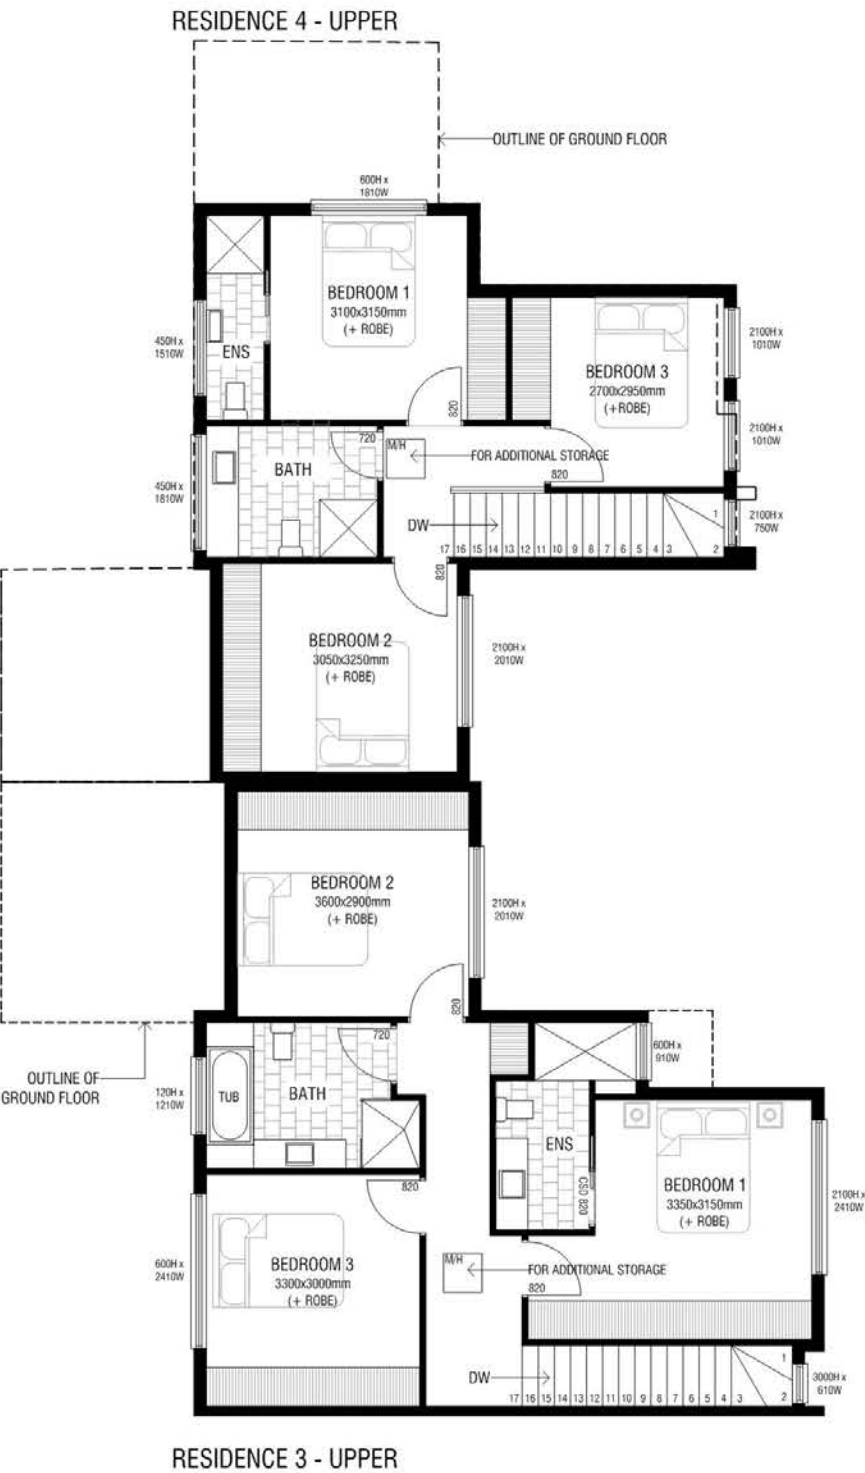 RESIDENCE 4 - UPPER
OUTLINE OF GROUND FLOOR
600H x
1810W
BEDROOM 1
3100x3150mm
(+ ROBE)
450H x
1510W
ENS
820
BEDROOM 3
2700x2950mm
(+ROBE)
2100H x
1010W
2100H x
1010W
720
M/H
FOR ADDITIONAL STORAGE
820
BATH
450H x
1810W
DW
17 16 15 14 13 12 11 10 9 8 7 6 5 4 3 2
1
2100H x
750W
820
BEDROOM 2
3050x3250mm
(+ ROBE)
2100H x
2010W
BEDROOM 2
3600x2900mm
(+ ROBE)
2100H x
2010W
820
OUTLINE OF
GROUND FLOOR
720
600H x
910W
120H x
1210W
TUB
BATH
ENS
CSD 820
BEDROOM 1
3350x3150mm
(+ ROBE)
2100H x
2410W
820
600H x
2410W
BEDROOM 3
3300x3000mm
(+ ROBE)
M/H
FOR ADDITIONAL STORAGE
820
DW
17 16 15 14 13 12 11 10 9 8 7 6 5 4 3 2
1
3000H x
610W
RESIDENCE 3 - UPPER